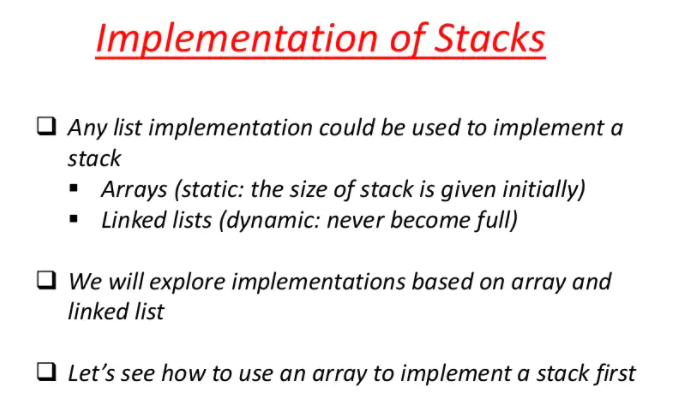 Implementation of Stacks
❑ Any list implementation could be used to implement a
stack
▪ Arrays (static: the size of stack is given initially)
▪ Linked lists (dynamic: never become full)
❑ We will explore implementations based on array and
linked list
❑ Let’s see how to use an array to implement a stack first